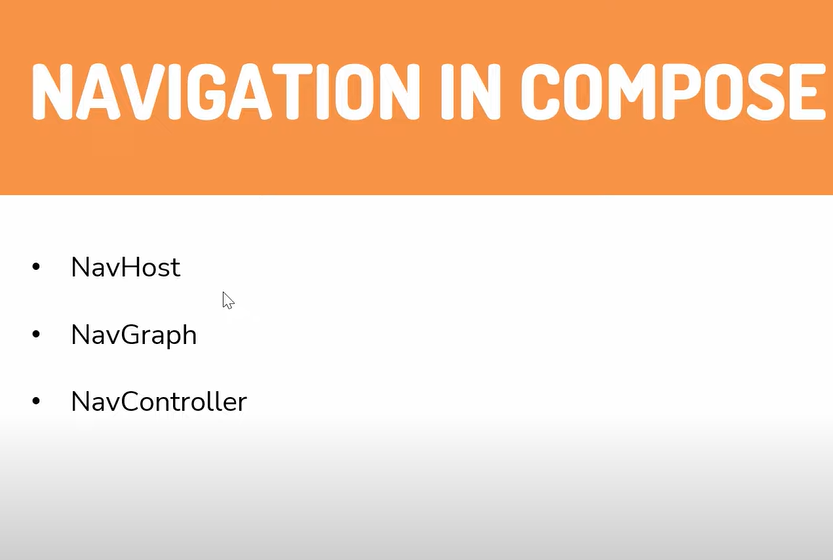 NAVIGATION IN COMPOSE
• NavHost
• NavGraph
• NavController